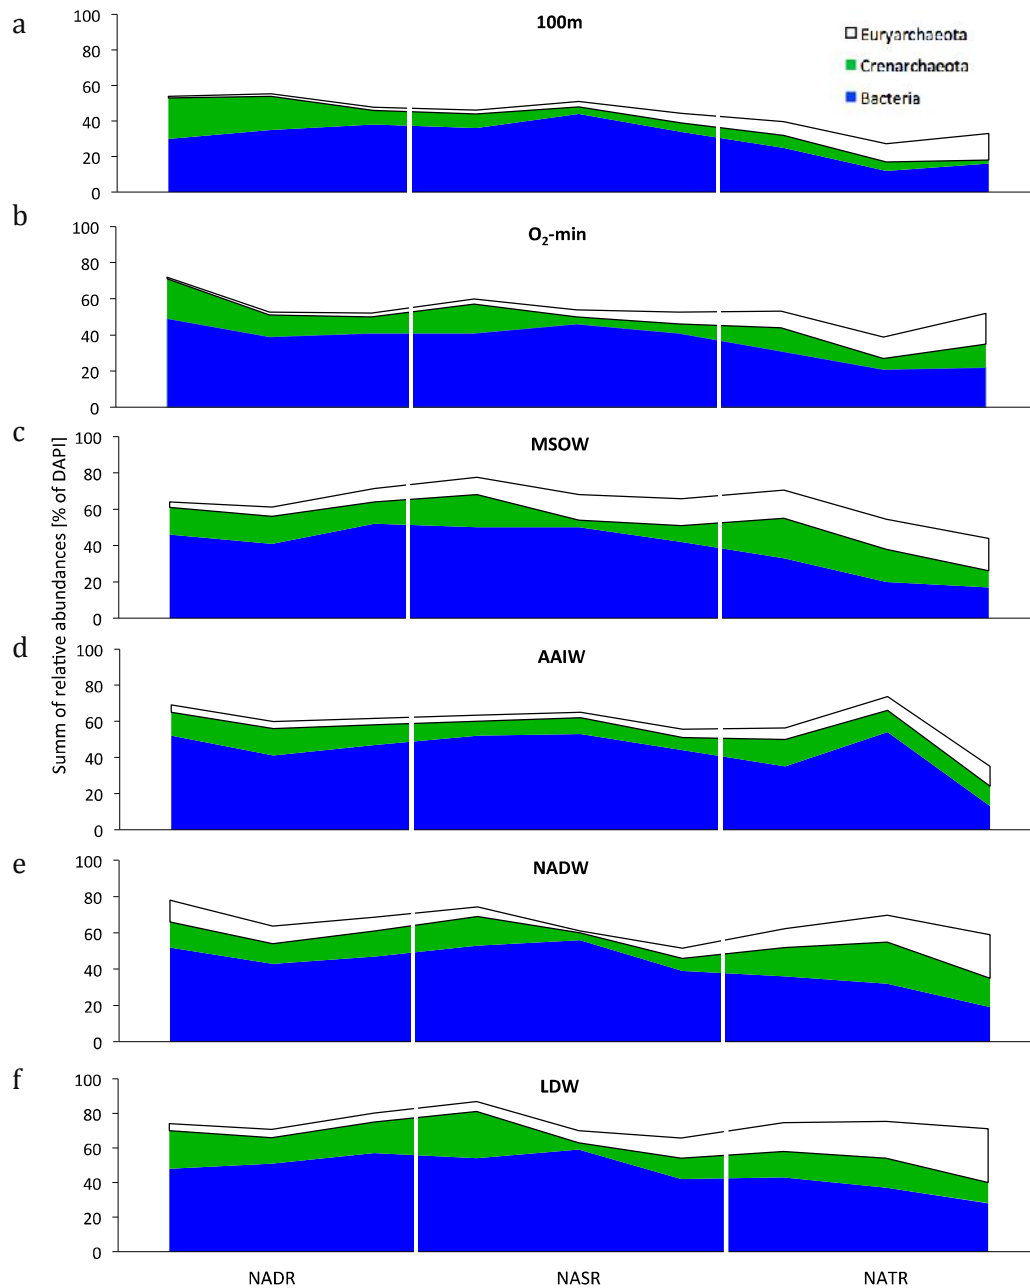 a
100m
100
80
60
40
20
0
Euryarchaeota
Crenarchaeota
Bacteria
b
O₂-min
100
80
60
40
20
0
c
MSOW
100
80
60
40
20
0
Summ of relative abundances [% of DAPI]
d
AAIW
100
80
60
40
20
0
e
NADW
100
80
60
40
20
0
f
LDW
100
80
60
40
20
0
NADR NASR NATR